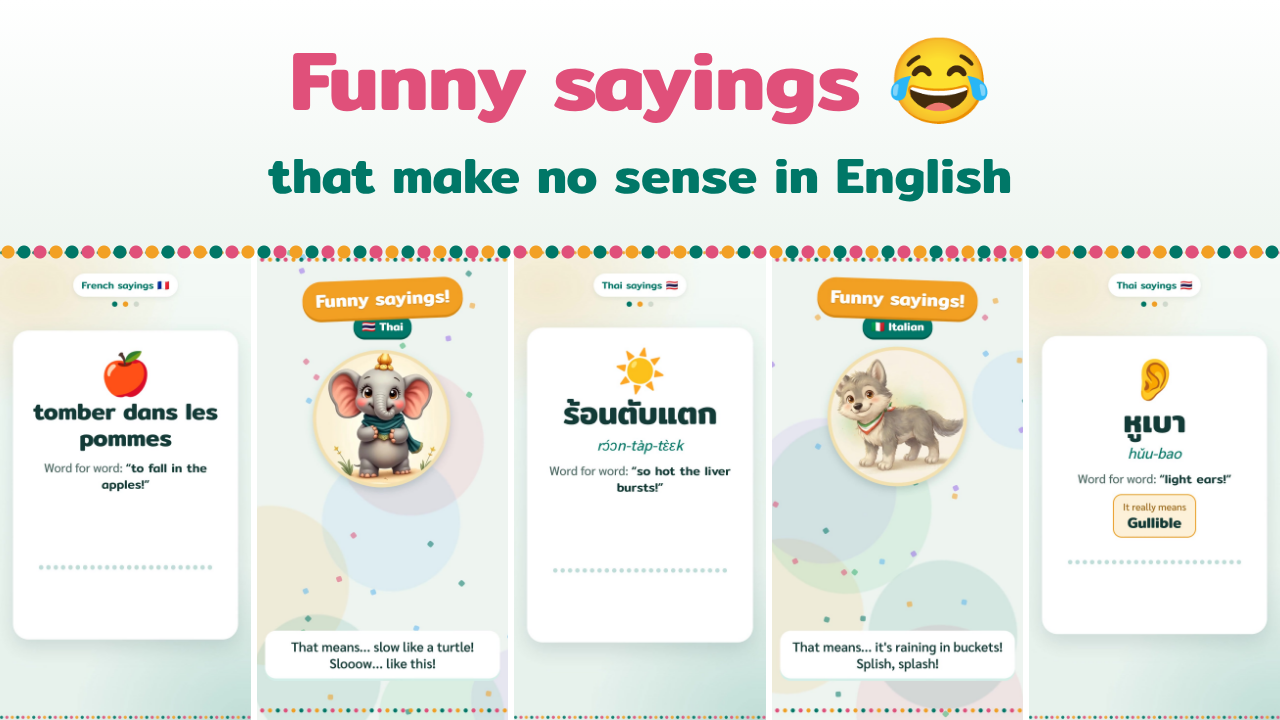 Funny sayings 😂
that make no sense in English
French sayings 🇫🇷
🍎
tomber dans les
pommes
Word for word: "to fall in the
apples!"
Funny sayings!
🇹🇭 Thai
That means... slow like a turtle!
Slooow... like this!
Thai sayings 🇹🇭
☀️
ร้อนตับแตก
rɔ́ɔn-tàp-tɛ̀ɛk
Word for word: "so hot the liver
bursts!"
Funny sayings!
🇮🇹 Italian
That means... it's raining in buckets!
Splish, splash!
Thai sayings 🇹🇭
👂
หูเบา
hǔu-bao
Word for word: "light ears!"
It really means
Gullible